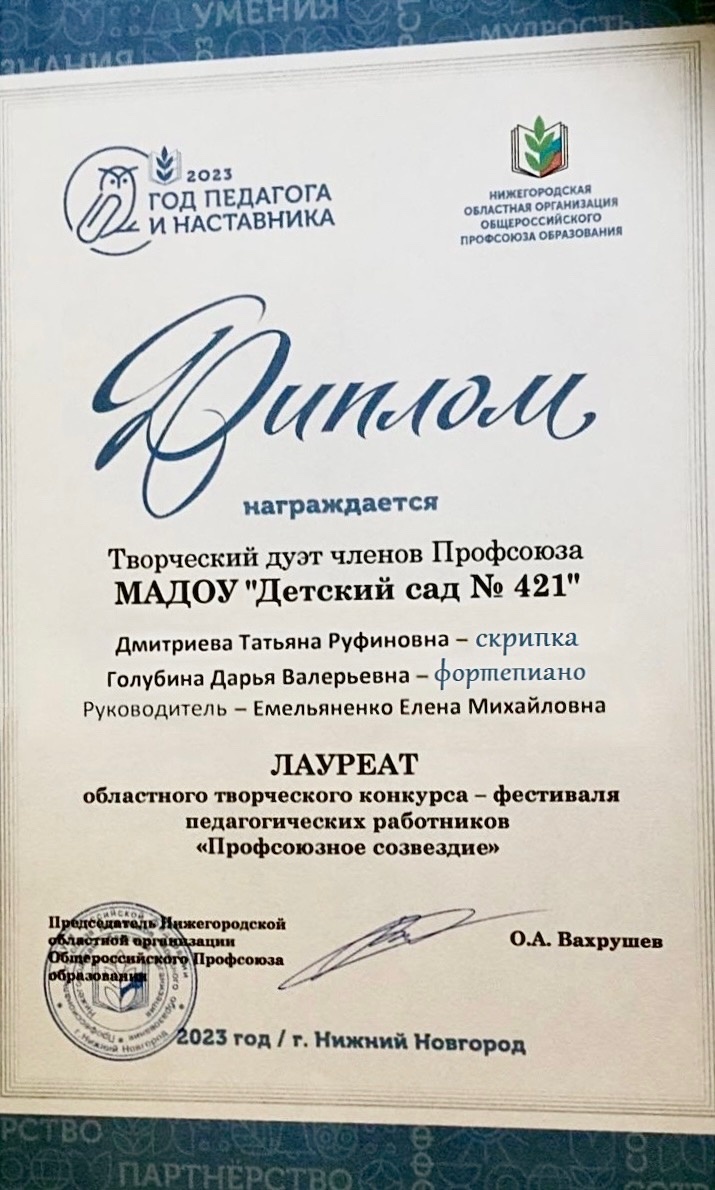 УМЕНИЯ
МУДРОСТЬ
ЗНАНИЯ
2023
ГОД ПЕДАГОГА
И НАСТАВНИКА
НИЖЕГОРОДСКАЯ
ОБЛАСТНАЯ ОРГАНИЗАЦИЯ
ОБЩЕРОССИЙСКОГО
ПРОФСОЮЗА ОБРАЗОВАНИЯ
Диплом
награждается
Творческий дуэт членов Профсоюза
МАДОУ "Детский сад № 421"
Дмитриева Татьяна Руфиновна – скрипка
Голубина Дарья Валерьевна – фортепиано
Руководитель – Емельяненко Елена Михайловна
ЛАУРЕАТ
областного творческого конкурса – фестиваля
педагогических работников
«Профсоюзное созвездие»
Председатель Нижегородской
областной организации
Общероссийского Профсоюза
образования
О.А. Вахрушев
г. Нижний Новгород
2023 год / г. Нижний Новгород
РСТВО
ПАРТНЁРСТВО